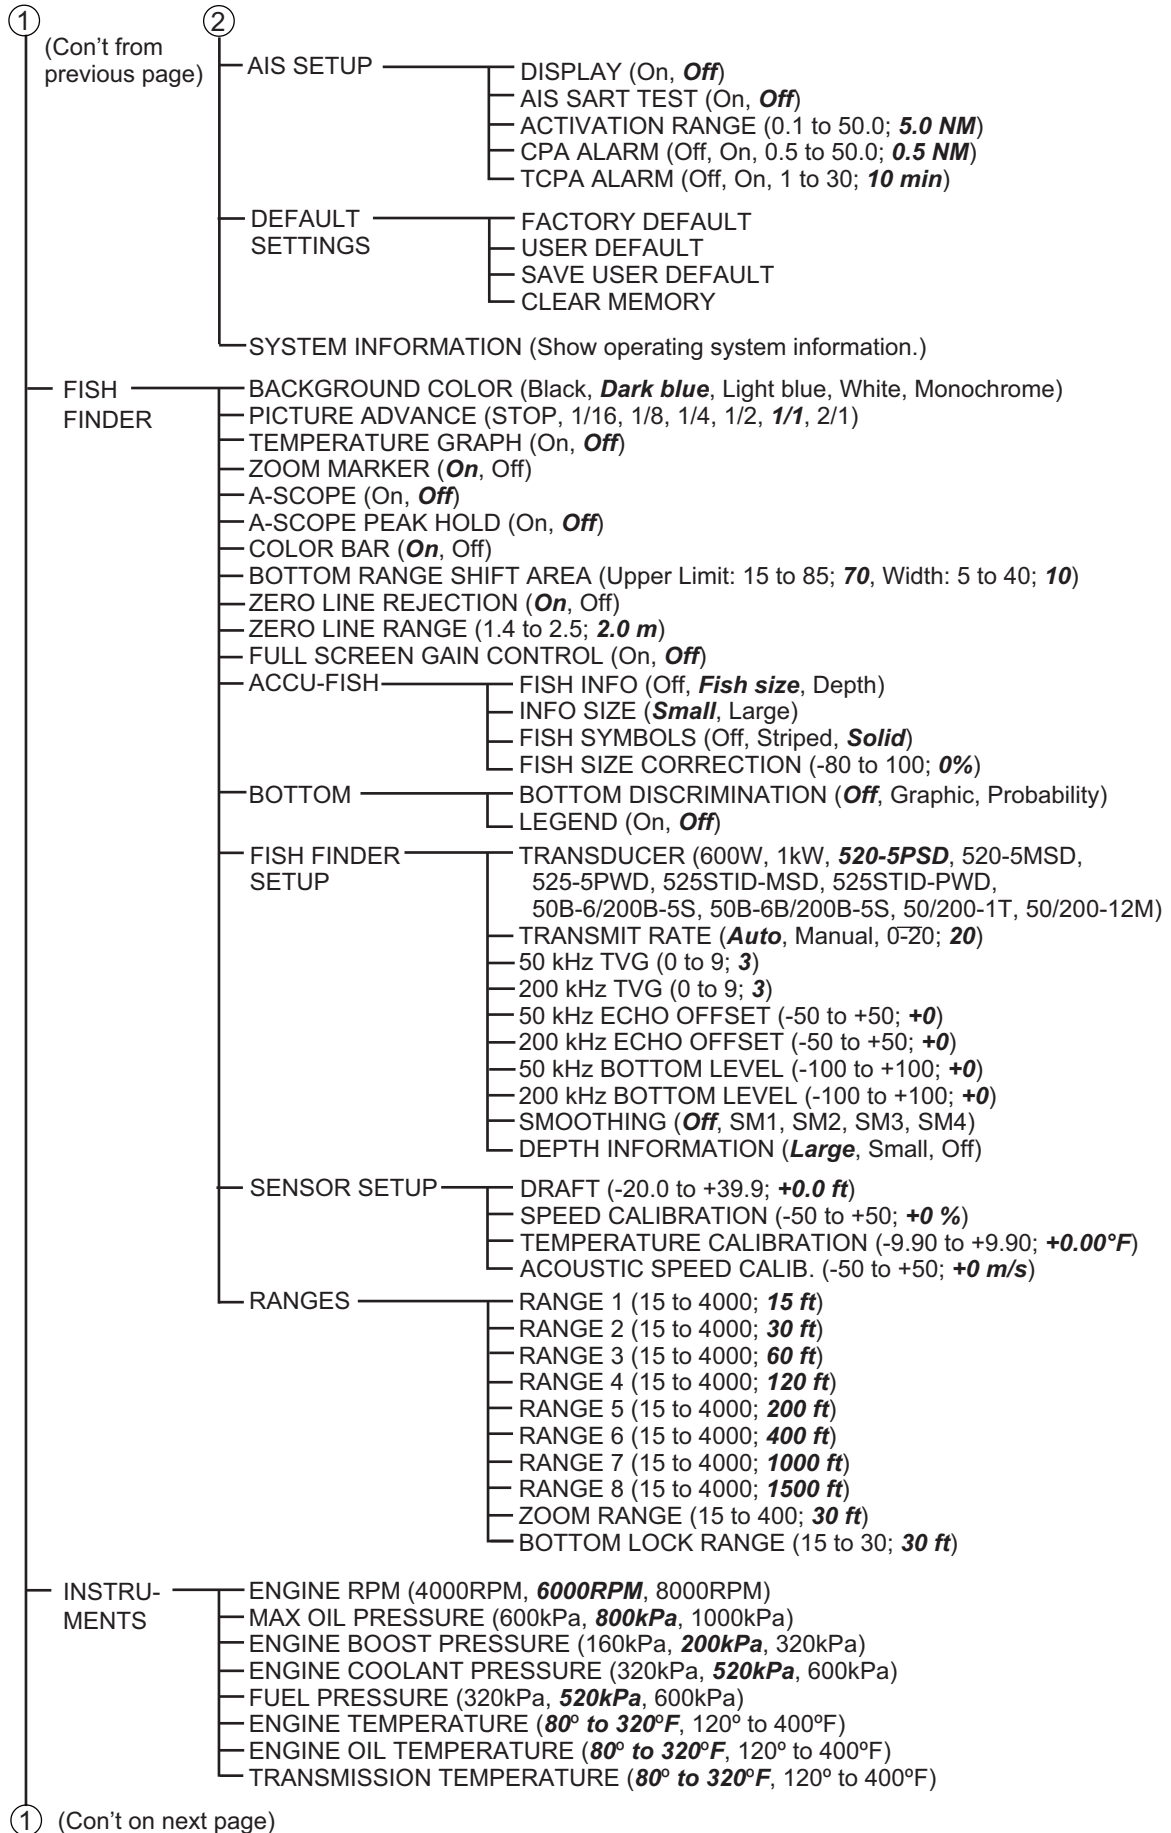 1 2
(Con't from
previous page)
AIS SETUP
DISPLAY (On, Off)
AIS SART TEST (On, Off)
ACTIVATION RANGE (0.1 to 50.0; 5.0 NM)
CPA ALARM (Off, On, 0.5 to 50.0; 0.5 NM)
TCPA ALARM (Off, On, 1 to 30; 10 min)
DEFAULT
SETTINGS
FACTORY DEFAULT
USER DEFAULT
SAVE USER DEFAULT
CLEAR MEMORY
SYSTEM INFORMATION (Show operating system information.)
FISH
FINDER
BACKGROUND COLOR (Black, Dark blue, Light blue, White, Monochrome)
PICTURE ADVANCE (STOP, 1/16, 1/8, 1/4, 1/2, 1/1, 2/1)
TEMPERATURE GRAPH (On, Off)
ZOOM MARKER (On, Off)
A-SCOPE (On, Off)
A-SCOPE PEAK HOLD (On, Off)
COLOR BAR (On, Off)
BOTTOM RANGE SHIFT AREA (Upper Limit: 15 to 85; 70, Width: 5 to 40; 10)
ZERO LINE REJECTION (On, Off)
ZERO LINE RANGE (1.4 to 2.5; 2.0 m)
FULL SCREEN GAIN CONTROL (On, Off)
ACCU-FISH
FISH INFO (Off, Fish size, Depth)
INFO SIZE (Small, Large)
FISH SYMBOLS (Off, Striped, Solid)
FISH SIZE CORRECTION (-80 to 100; 0%)
BOTTOM
BOTTOM DISCRIMINATION (Off, Graphic, Probability)
LEGEND (On, Off)
FISH FINDER
SETUP
TRANSDUCER (600W, 1kW, 520-5PSD, 520-5MSD,
525-5PWD, 525STID-MSD, 525STID-PWD,
50B-6/200B-5S, 50B-6B/200B-5S, 50/200-1T, 50/200-12M)
TRANSMIT RATE (Auto, Manual, 0-20; 20)
50 kHz TVG (0 to 9; 3)
200 kHz TVG (0 to 9; 3)
50 kHz ECHO OFFSET (-50 to +50; +0)
200 kHz ECHO OFFSET (-50 to +50; +0)
50 kHz BOTTOM LEVEL (-100 to +100; +0)
200 kHz BOTTOM LEVEL (-100 to +100; +0)
SMOOTHING (Off, SM1, SM2, SM3, SM4)
DEPTH INFORMATION (Large, Small, Off)
SENSOR SETUP
DRAFT (-20.0 to +39.9; +0.0 ft)
SPEED CALIBRATION (-50 to +50; +0 %)
TEMPERATURE CALIBRATION (-9.90 to +9.90; +0.00°F)
ACOUSTIC SPEED CALIB. (-50 to +50; +0 m/s)
RANGES
RANGE 1 (15 to 4000; 15 ft)
RANGE 2 (15 to 4000; 30 ft)
RANGE 3 (15 to 4000; 60 ft)
RANGE 4 (15 to 4000; 120 ft)
RANGE 5 (15 to 4000; 200 ft)
RANGE 6 (15 to 4000; 400 ft)
RANGE 7 (15 to 4000; 1000 ft)
RANGE 8 (15 to 4000; 1500 ft)
ZOOM RANGE (15 to 400; 30 ft)
BOTTOM LOCK RANGE (15 to 30; 30 ft)
INSTRU-
MENTS
ENGINE RPM (4000RPM, 6000RPM, 8000RPM)
MAX OIL PRESSURE (600kPa, 800kPa, 1000kPa)
ENGINE BOOST PRESSURE (160kPa, 200kPa, 320kPa)
ENGINE COOLANT PRESSURE (320kPa, 520kPa, 600kPa)
FUEL PRESSURE (320kPa, 520kPa, 600kPa)
ENGINE TEMPERATURE (80º to 320ºF, 120º to 400ºF)
ENGINE OIL TEMPERATURE (80º to 320ºF, 120º to 400ºF)
TRANSMISSION TEMPERATURE (80º to 320ºF, 120º to 400ºF)
1 (Con't on next page)